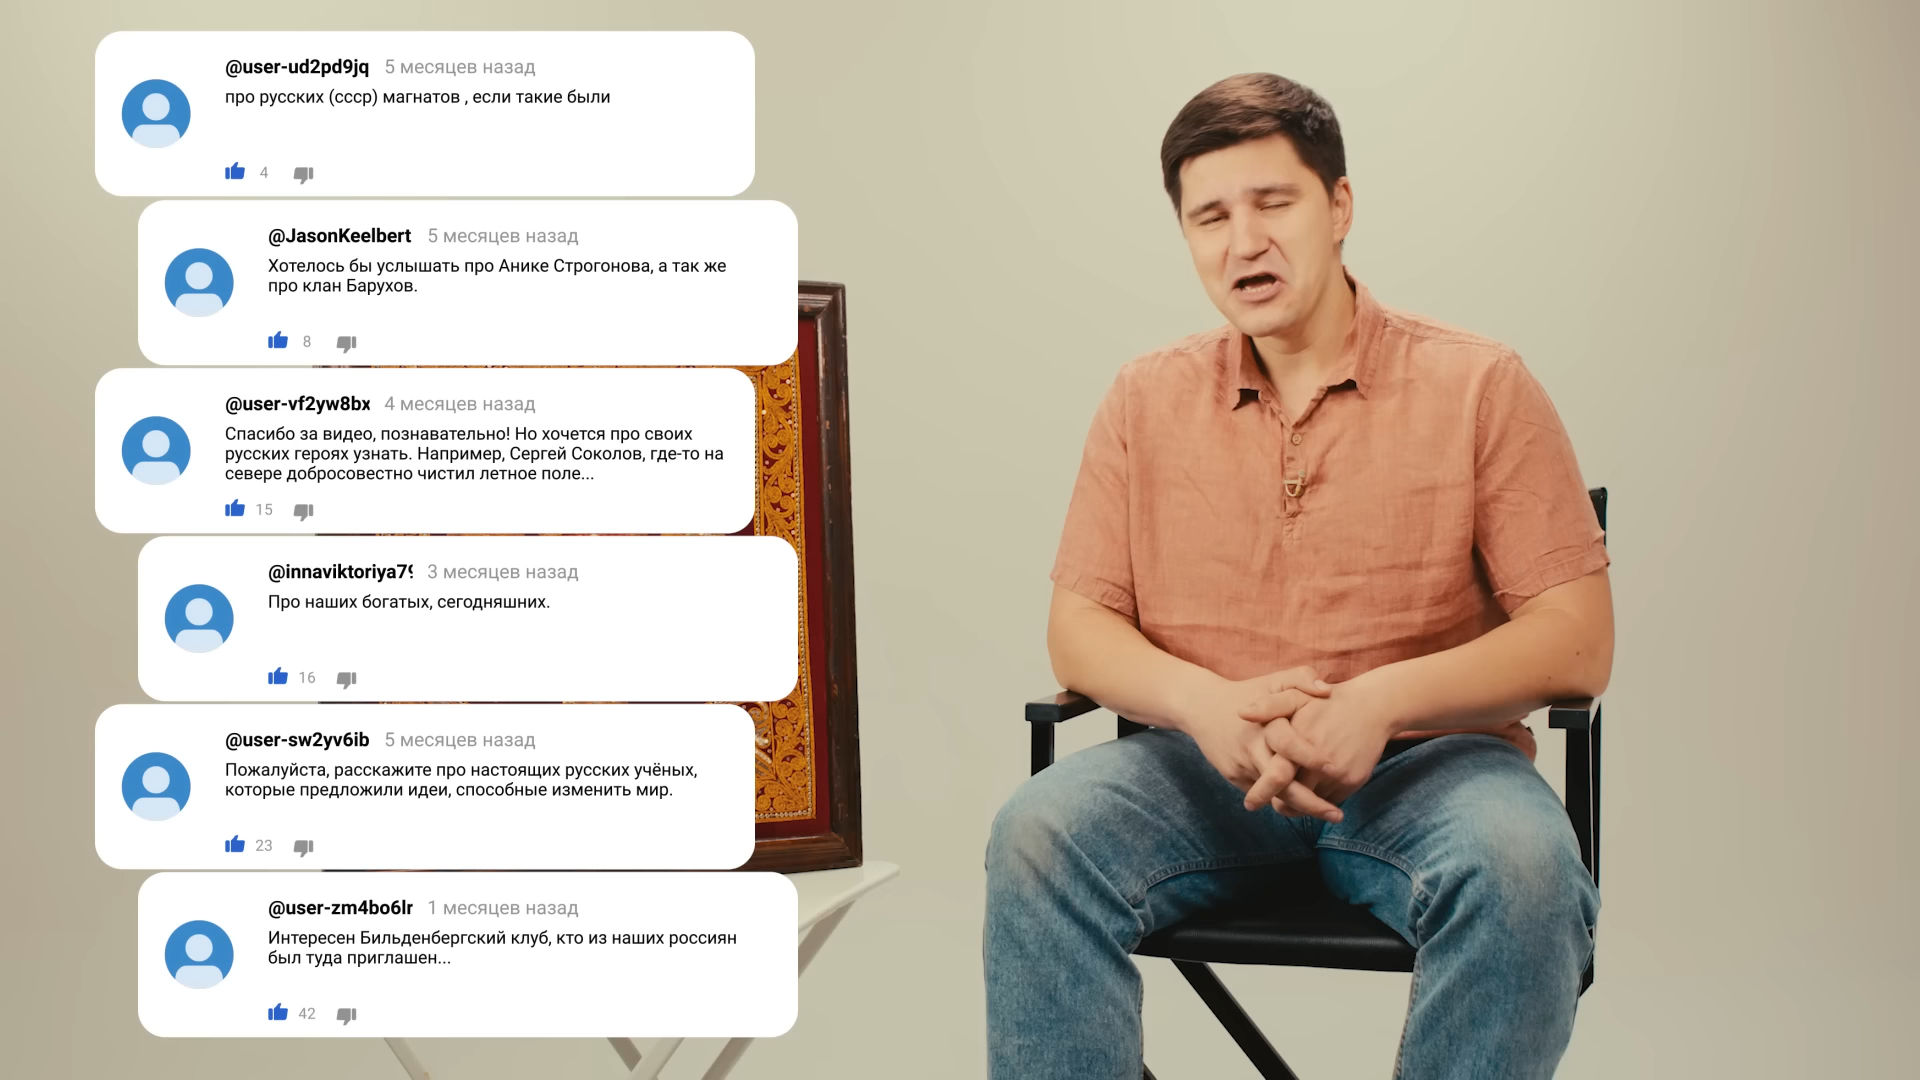 @user-ud2pd9jq 5 месяцев назад
про русских (ссср) магнатов , если такие были
4
@JasonKeelbert 5 месяцев назад
Хотелось бы услышать про Анике Строгонова, а так же
про клан Барухов.
8
@user-vf2yw8bx 4 месяцев назад
Спасибо за видео, познавательно! Но хочется про своих
русских героях узнать. Например, Сергей Соколов, где-то на
севере добросовестно чистил летное поле...
15
@innaviktoriya79 3 месяцев назад
Про наших богатых, сегодняшних.
16
@user-sw2yv6ib 5 месяцев назад
Пожалуйста, расскажите про настоящих русских учёных,
которые предложили идеи, способные изменить мир.
23
@user-zm4bo6lr 1 месяцев назад
Интересен Бильденбергский клуб, кто из наших россиян
был туда приглашен...
42